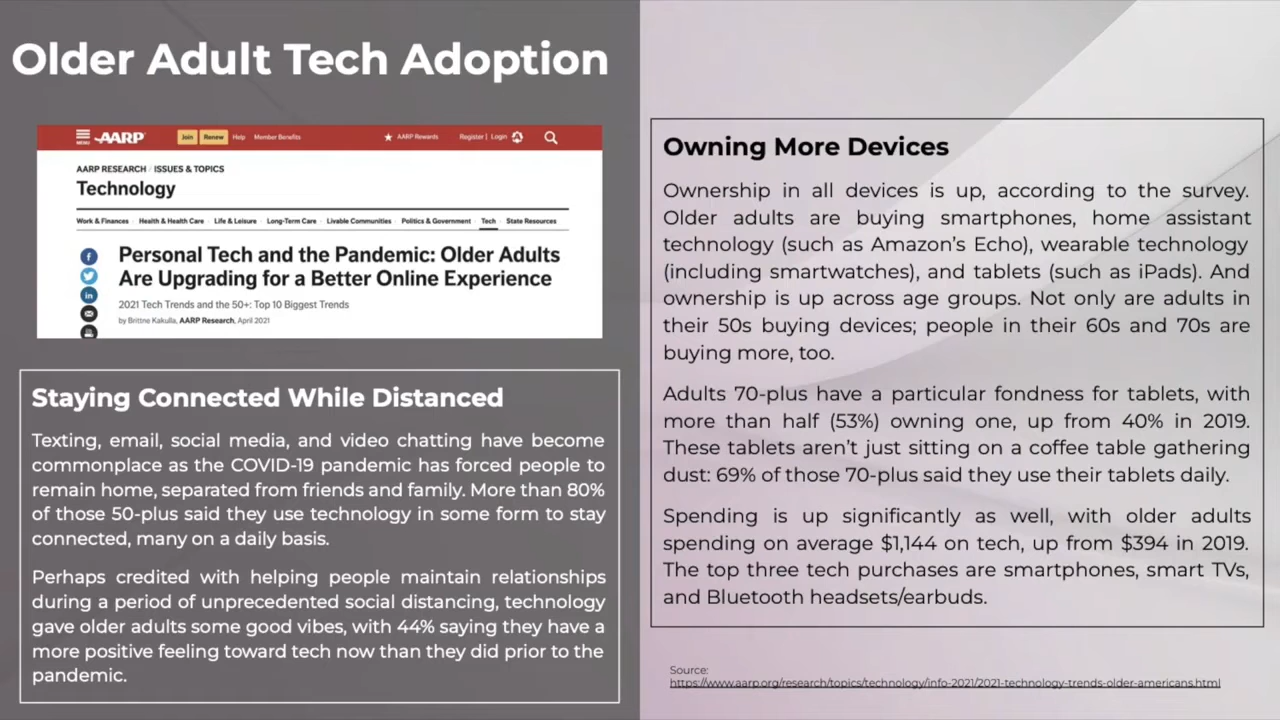 Older Adult Tech Adoption
MENU
AARP
Join
Renew
Help
Member Benefits
AARP Rewards
Register | Login
AARP RESEARCH / ISSUES & TOPICS
Technology
Work & Finances
Health & Health Care
Life & Leisure
Long-Term Care
Livable Communities
Politics & Government
Tech
State Resources
Personal Tech and the Pandemic: Older Adults
Are Upgrading for a Better Online Experience
2021 Tech Trends and the 50+: Top 10 Biggest Trends
by Brittne Kakulla, AARP Research, April 2021
Staying Connected While Distanced
Texting, email, social media, and video chatting have become
commonplace as the COVID-19 pandemic has forced people to
remain home, separated from friends and family. More than 80%
of those 50-plus said they use technology in some form to stay
connected, many on a daily basis.
Perhaps credited with helping people maintain relationships
during a period of unprecedented social distancing, technology
gave older adults some good vibes, with 44% saying they have a
more positive feeling toward tech now than they did prior to the
pandemic.
Owning More Devices
Ownership in all devices is up, according to the survey.
Older adults are buying smartphones, home assistant
technology (such as Amazon's Echo), wearable technology
(including smartwatches), and tablets (such as iPads). And
ownership is up across age groups. Not only are adults in
their 50s buying devices; people in their 60s and 70s are
buying more, too.
Adults 70-plus have a particular fondness for tablets, with
more than half (53%) owning one, up from 40% in 2019.
These tablets aren't just sitting on a coffee table gathering
dust: 69% of those 70-plus said they use their tablets daily.
Spending is up significantly as well, with older adults
spending on average $1,144 on tech, up from $394 in 2019.
The top three tech purchases are smartphones, smart TVs,
and Bluetooth headsets/earbuds.
Source:
https://www.aarp.org/research/topics/technology/info-2021/2021-technology-trends-older-americans.html